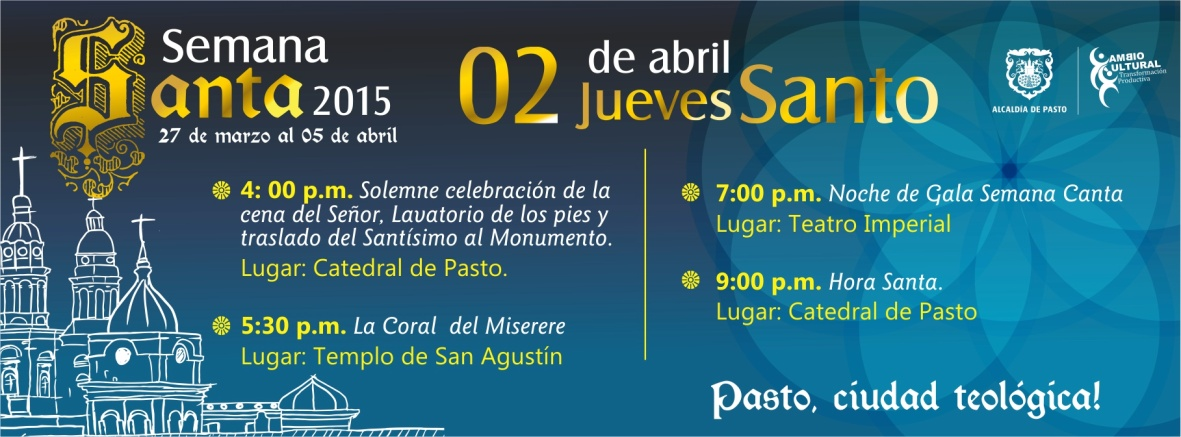 Semana
Santa 2015
27 de marzo al 05 de abril
02 de abril
Jueves Santo
ALCALDÍA DE PASTO
CAMBIO
CULTURAL
Transformación
Productiva
4: 00 p.m. Solemne celebración de la
cena del Señor, Lavatorio de los pies y
traslado del Santísimo al Monumento.
Lugar: Catedral de Pasto.
5:30 p.m. La Coral del Miserere
Lugar: Templo de San Agustín
7:00 p.m. Noche de Gala Semana Canta
Lugar: Teatro Imperial
9:00 p.m. Hora Santa.
Lugar: Catedral de Pasto
Pasto, ciudad teológica!